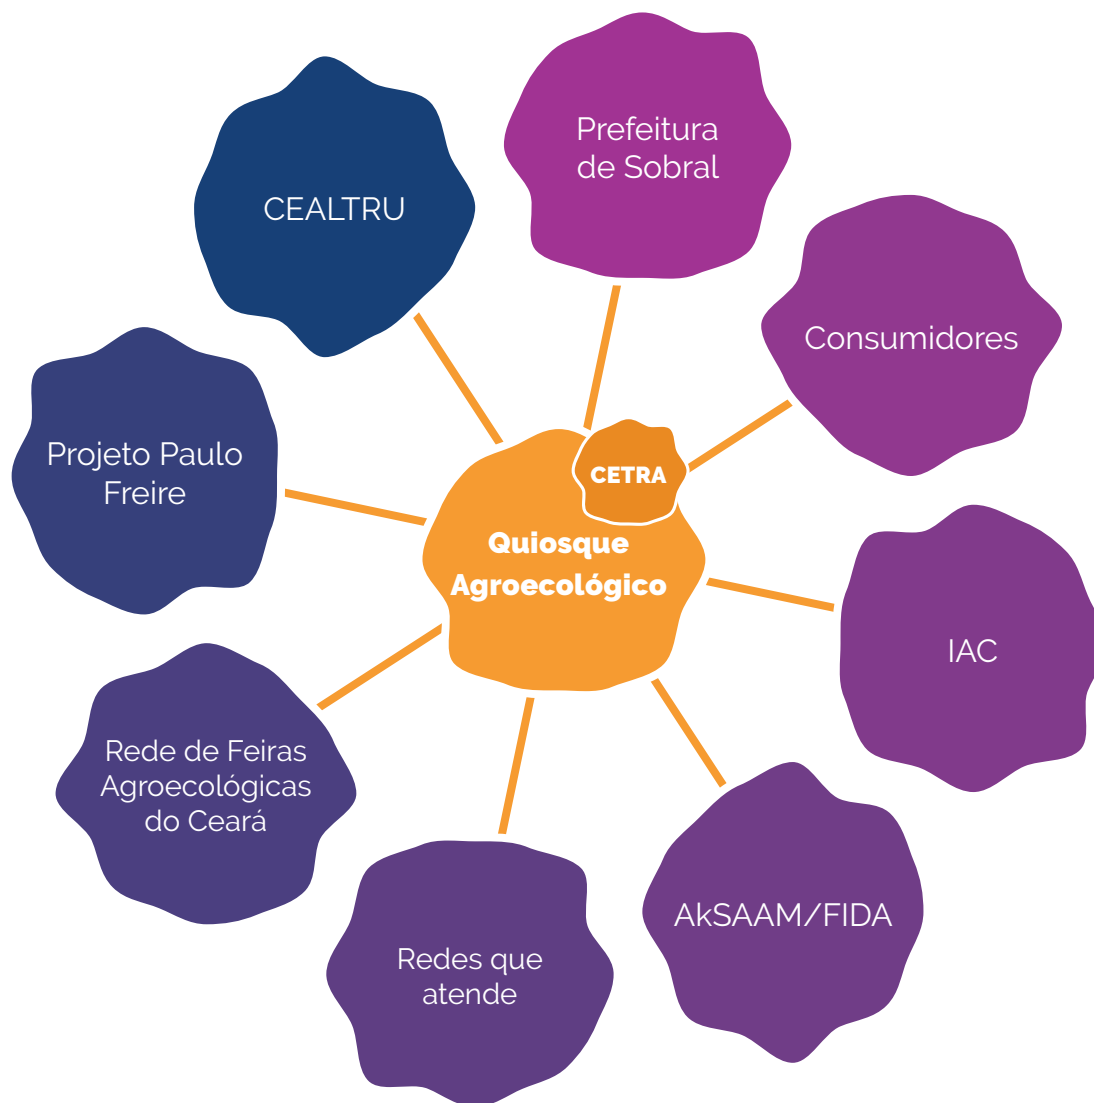 Prefeitura
de Sobral
CEALTRU
Consumidores
Projeto Paulo
Freire
CETRA
Quiosque
Agroecológico
IAC
Rede de Feiras
Agroecológicas
do Ceará
AkSAAM/FIDA
Redes que
atende